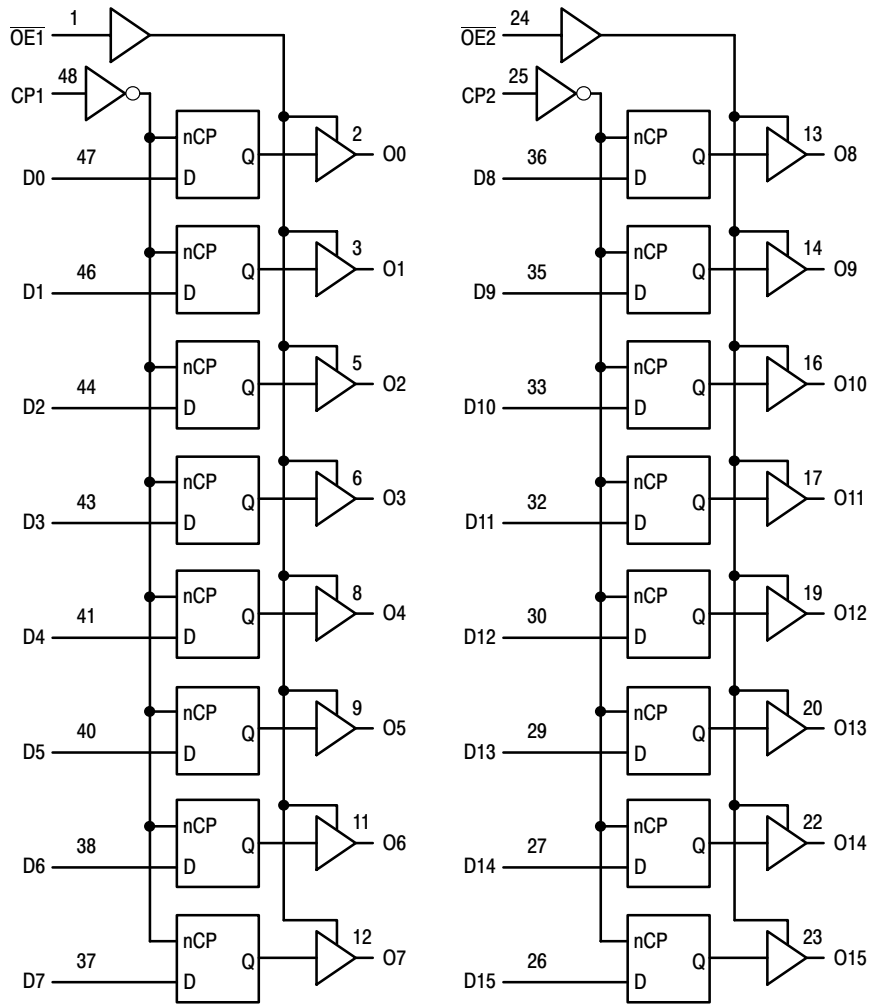 OE1 1
CP1 48
nCP Q D
D0 47 2 O0
nCP Q D
D1 46 3 O1
nCP Q D
D2 44 5 O2
nCP Q D
D3 43 6 O3
nCP Q D
D4 41 8 O4
nCP Q D
D5 40 9 O5
nCP Q D
D6 38 11 O6
nCP Q D
D7 37 12 O7
OE2 24
CP2 25
nCP Q D
D8 36 13 O8
nCP Q D
D9 35 14 O9
nCP Q D
D10 33 16 O10
nCP Q D
D11 32 17 O11
nCP Q D
D12 30 19 O12
nCP Q D
D13 29 20 O13
nCP Q D
D14 27 22 O14
nCP Q D
D15 26 23 O15